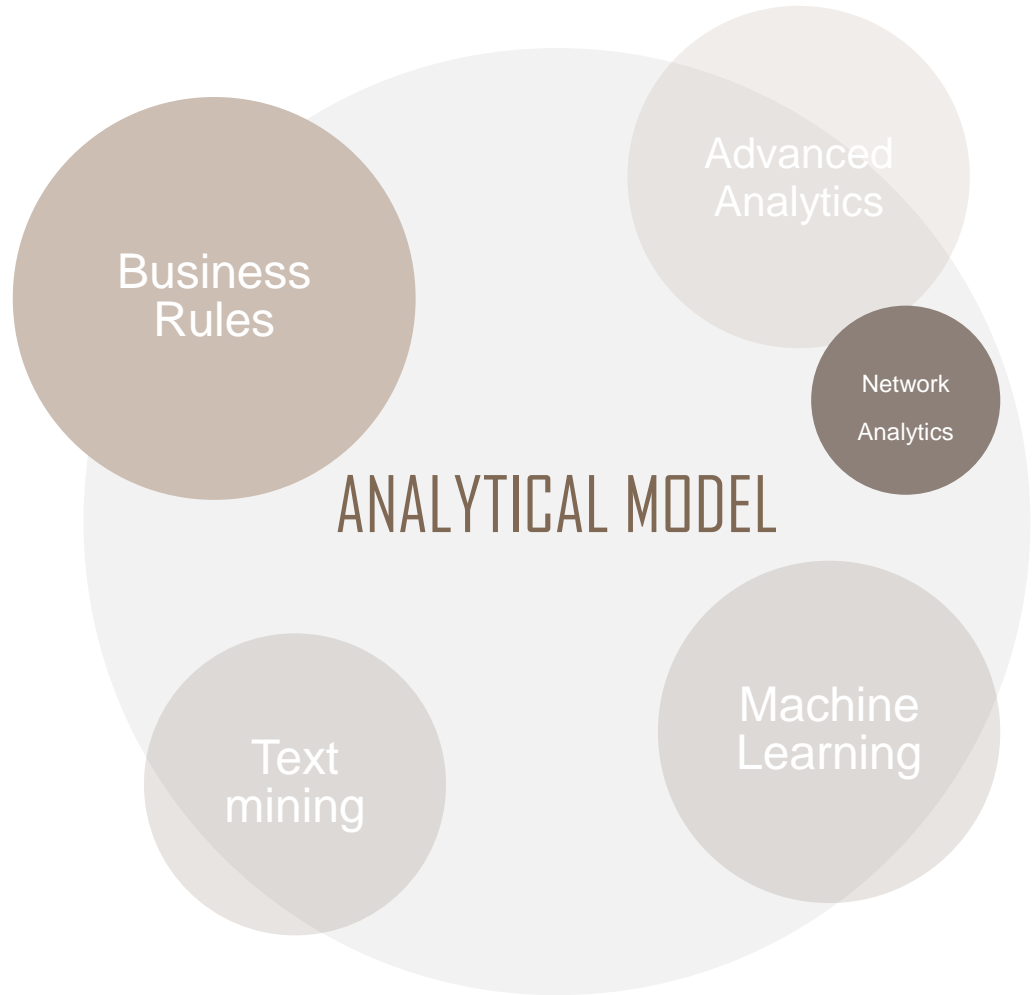 Advanced
Analytics
Business
Rules
Network
Analytics
ANALYTICAL MODEL
Machine
Learning
Text
mining